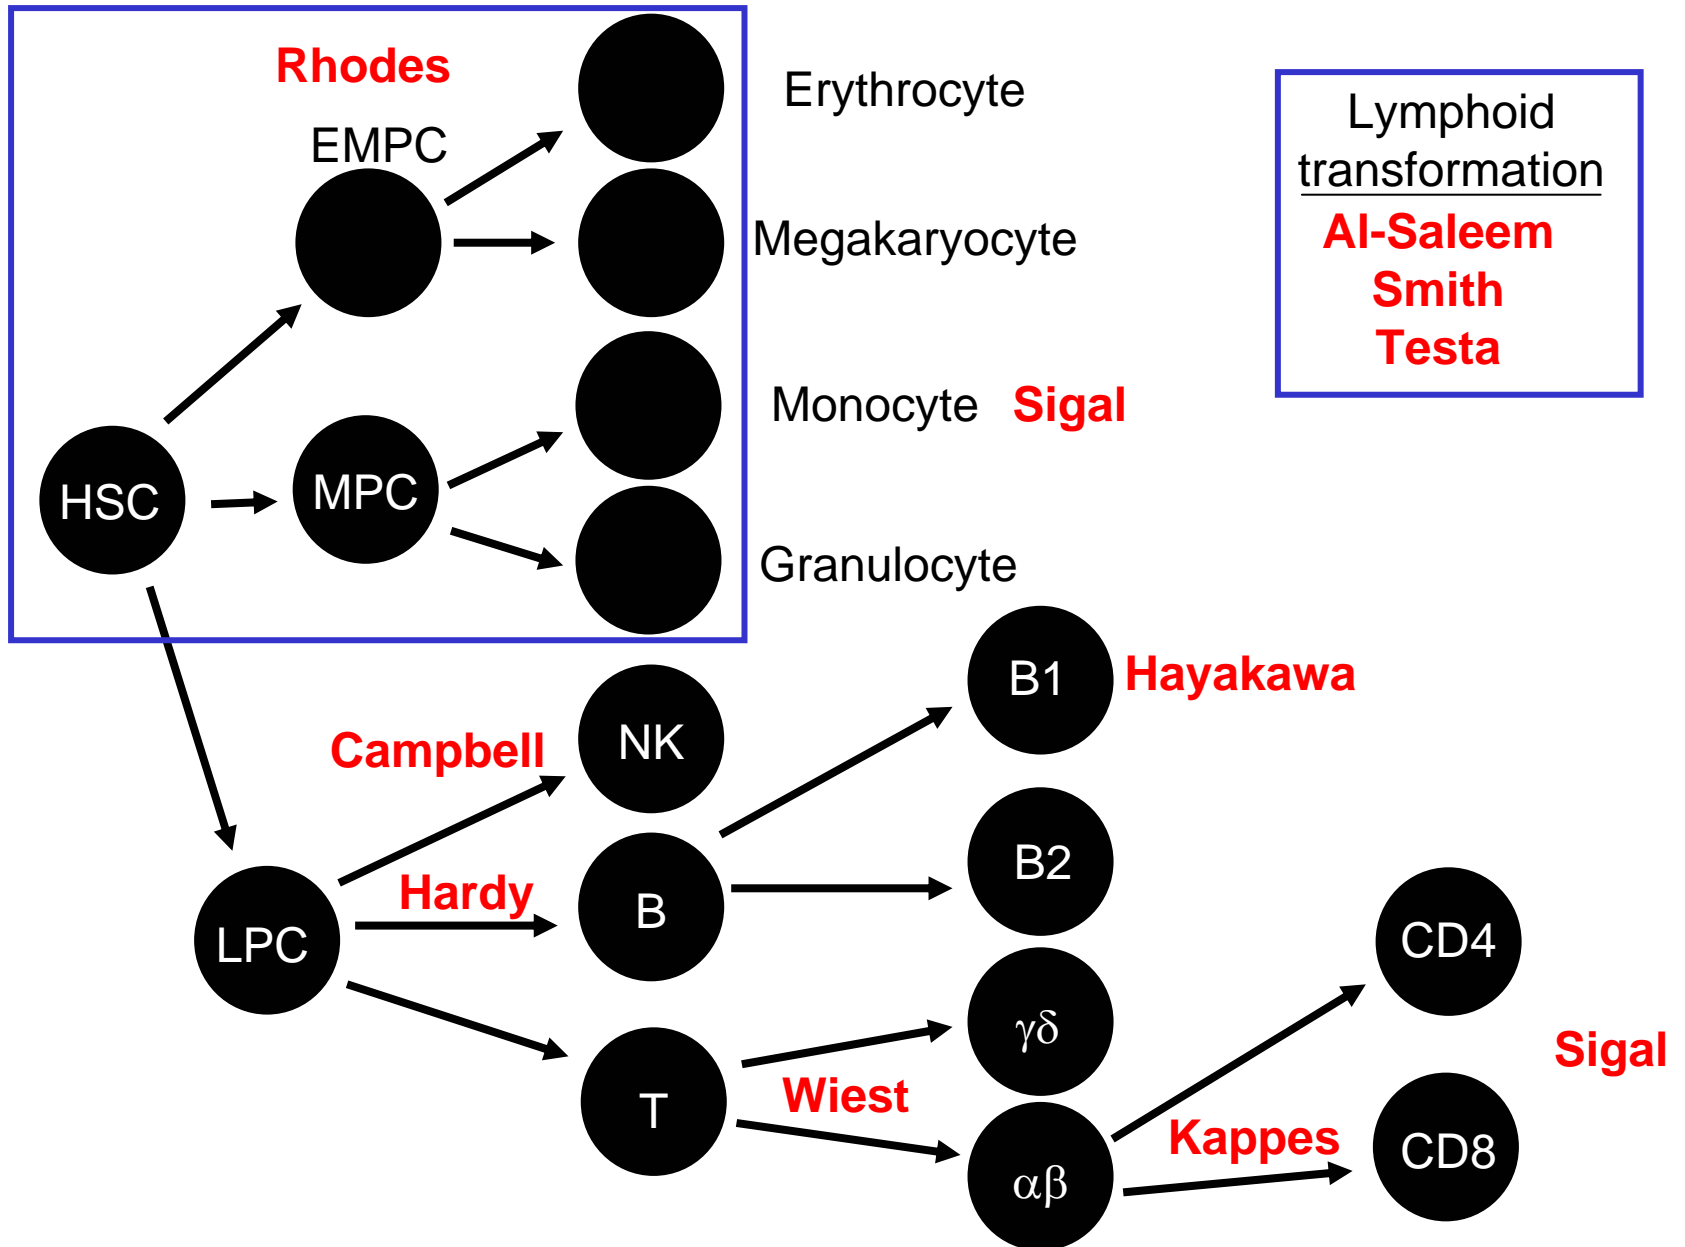 Rhodes
EMPC
Erythrocyte
Megakaryocyte
Lymphoid
transformation
Al-Saleem
Smith
Testa
Monocyte Sigal
HSC
MPC
Granulocyte
B1 Hayakawa
Campbell
NK
B2
Hardy
B
LPC
CD4
γδ
Sigal
Wiest
T
Kappes
CD8
αβ